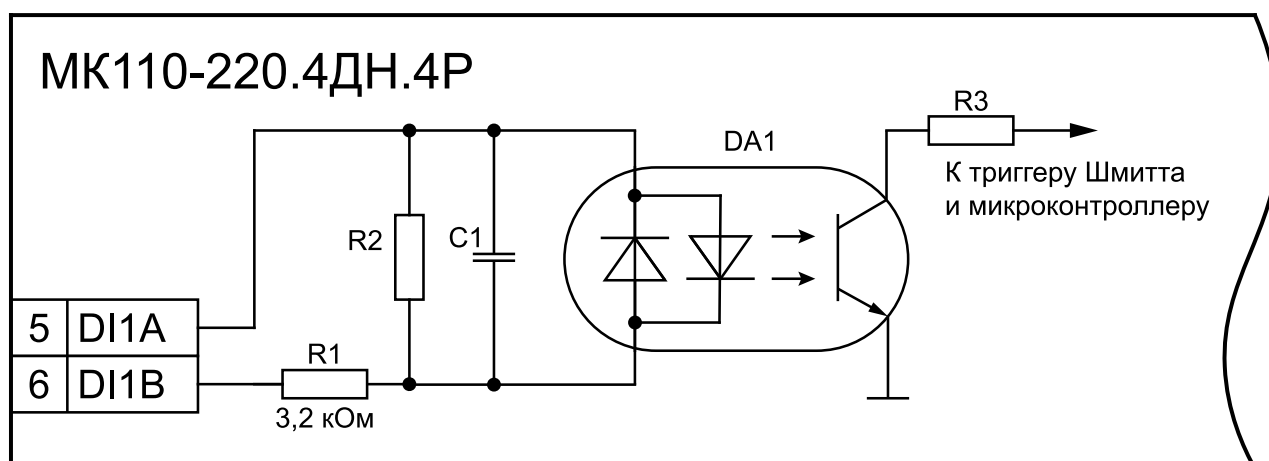 МК110-220.4ДН.4Р
R3
DA1
К триггеру Шмитта
и микроконтроллеру
R2
C1
5 DI1A
R1
6 DI1B
3,2 кОм